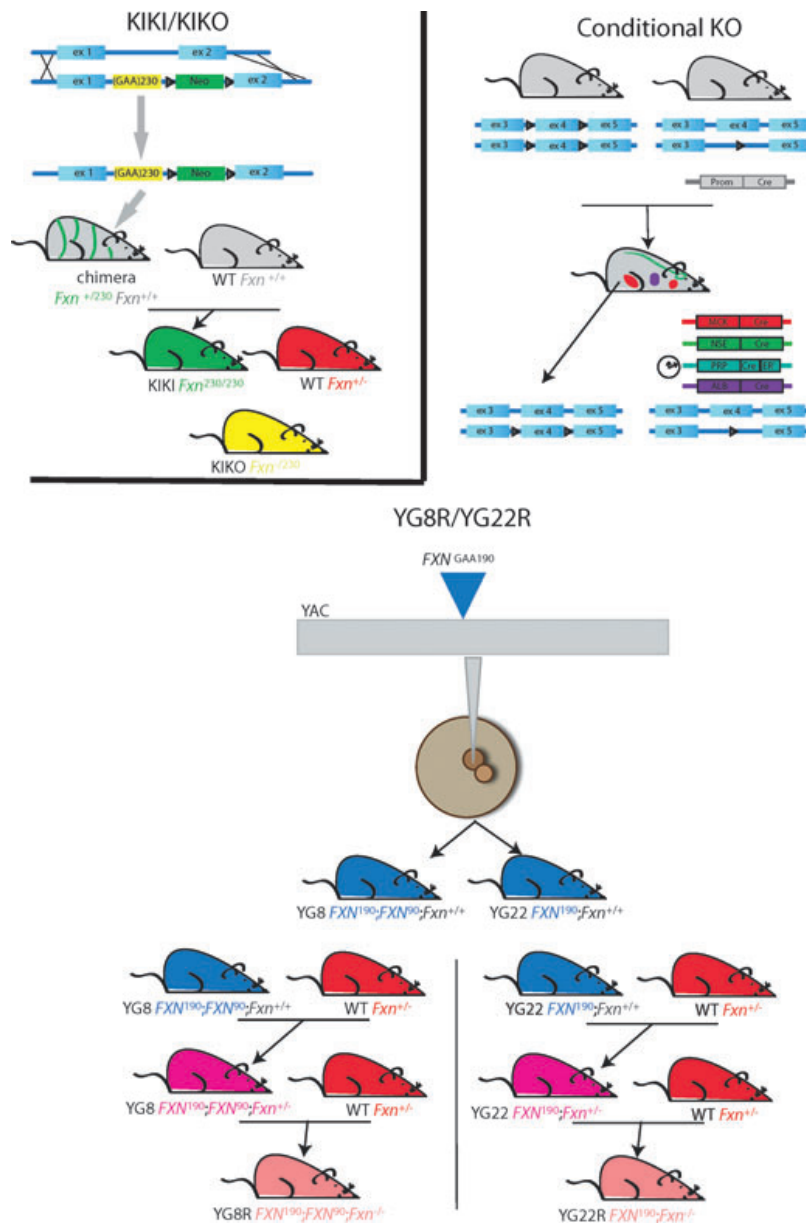 KIKI/KIKO
ex 1 ex 2
ex 1 (GAA)230 Neo ex 2
ex 1 (GAA)230 Neo ex 2
chimera
Fxn +/230 Fxn+/+
WT Fxn +/+
KIKI Fxn230/230
WT Fxn+/-
KIKO Fxn-/230
Conditional KO
ex 3 ex 4 ex 5 ex 3 ex 4 ex 5
ex 3 ex 4 ex 5 ex 3 ex 5
Prom Cre
MCK Cre
NSE Cre
PRP Cre ER
ALB Cre
ex 3 ex 4 ex 5 ex 3 ex 4 ex 5
ex 3 ex 4 ex 5 ex 3 ex 5
YG8R/YG22R
FXN GAA190
YAC
YG8 FXN190;FXN90;Fxn+/+
YG22 FXN190;Fxn+/+
YG8 FXN190;FXN90;Fxn+/+
WT Fxn+/-
YG22 FXN190;Fxn+/+
WT Fxn+/-
YG8 FXN190;FXN90;Fxn+/-
WT Fxn+/-
YG22 FXN190;Fxn+/-
WT Fxn+/-
YG8R FXN190;FXN90;Fxn-/-
YG22R FXN190;Fxn-/-